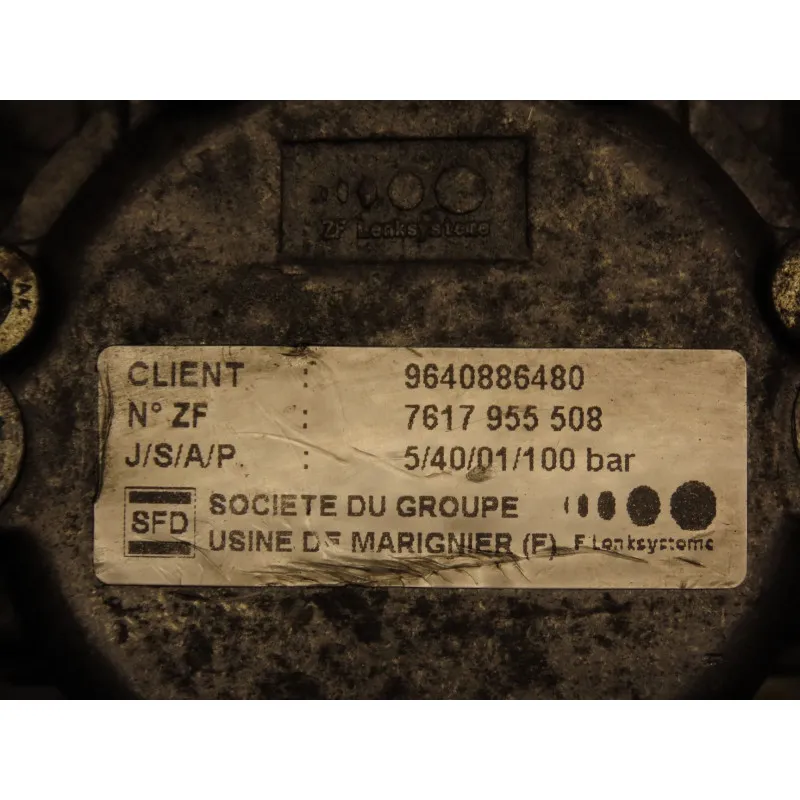 ZF Lenksysteme
CLIENT : 9640886480
N° ZF : 7617 955 508
J/S/A/P. : 5/40/01/100 bar
SFD SOCIETE DU GROUPE
USINE DE MARIGNIER (F) F Lenksysteme
AK